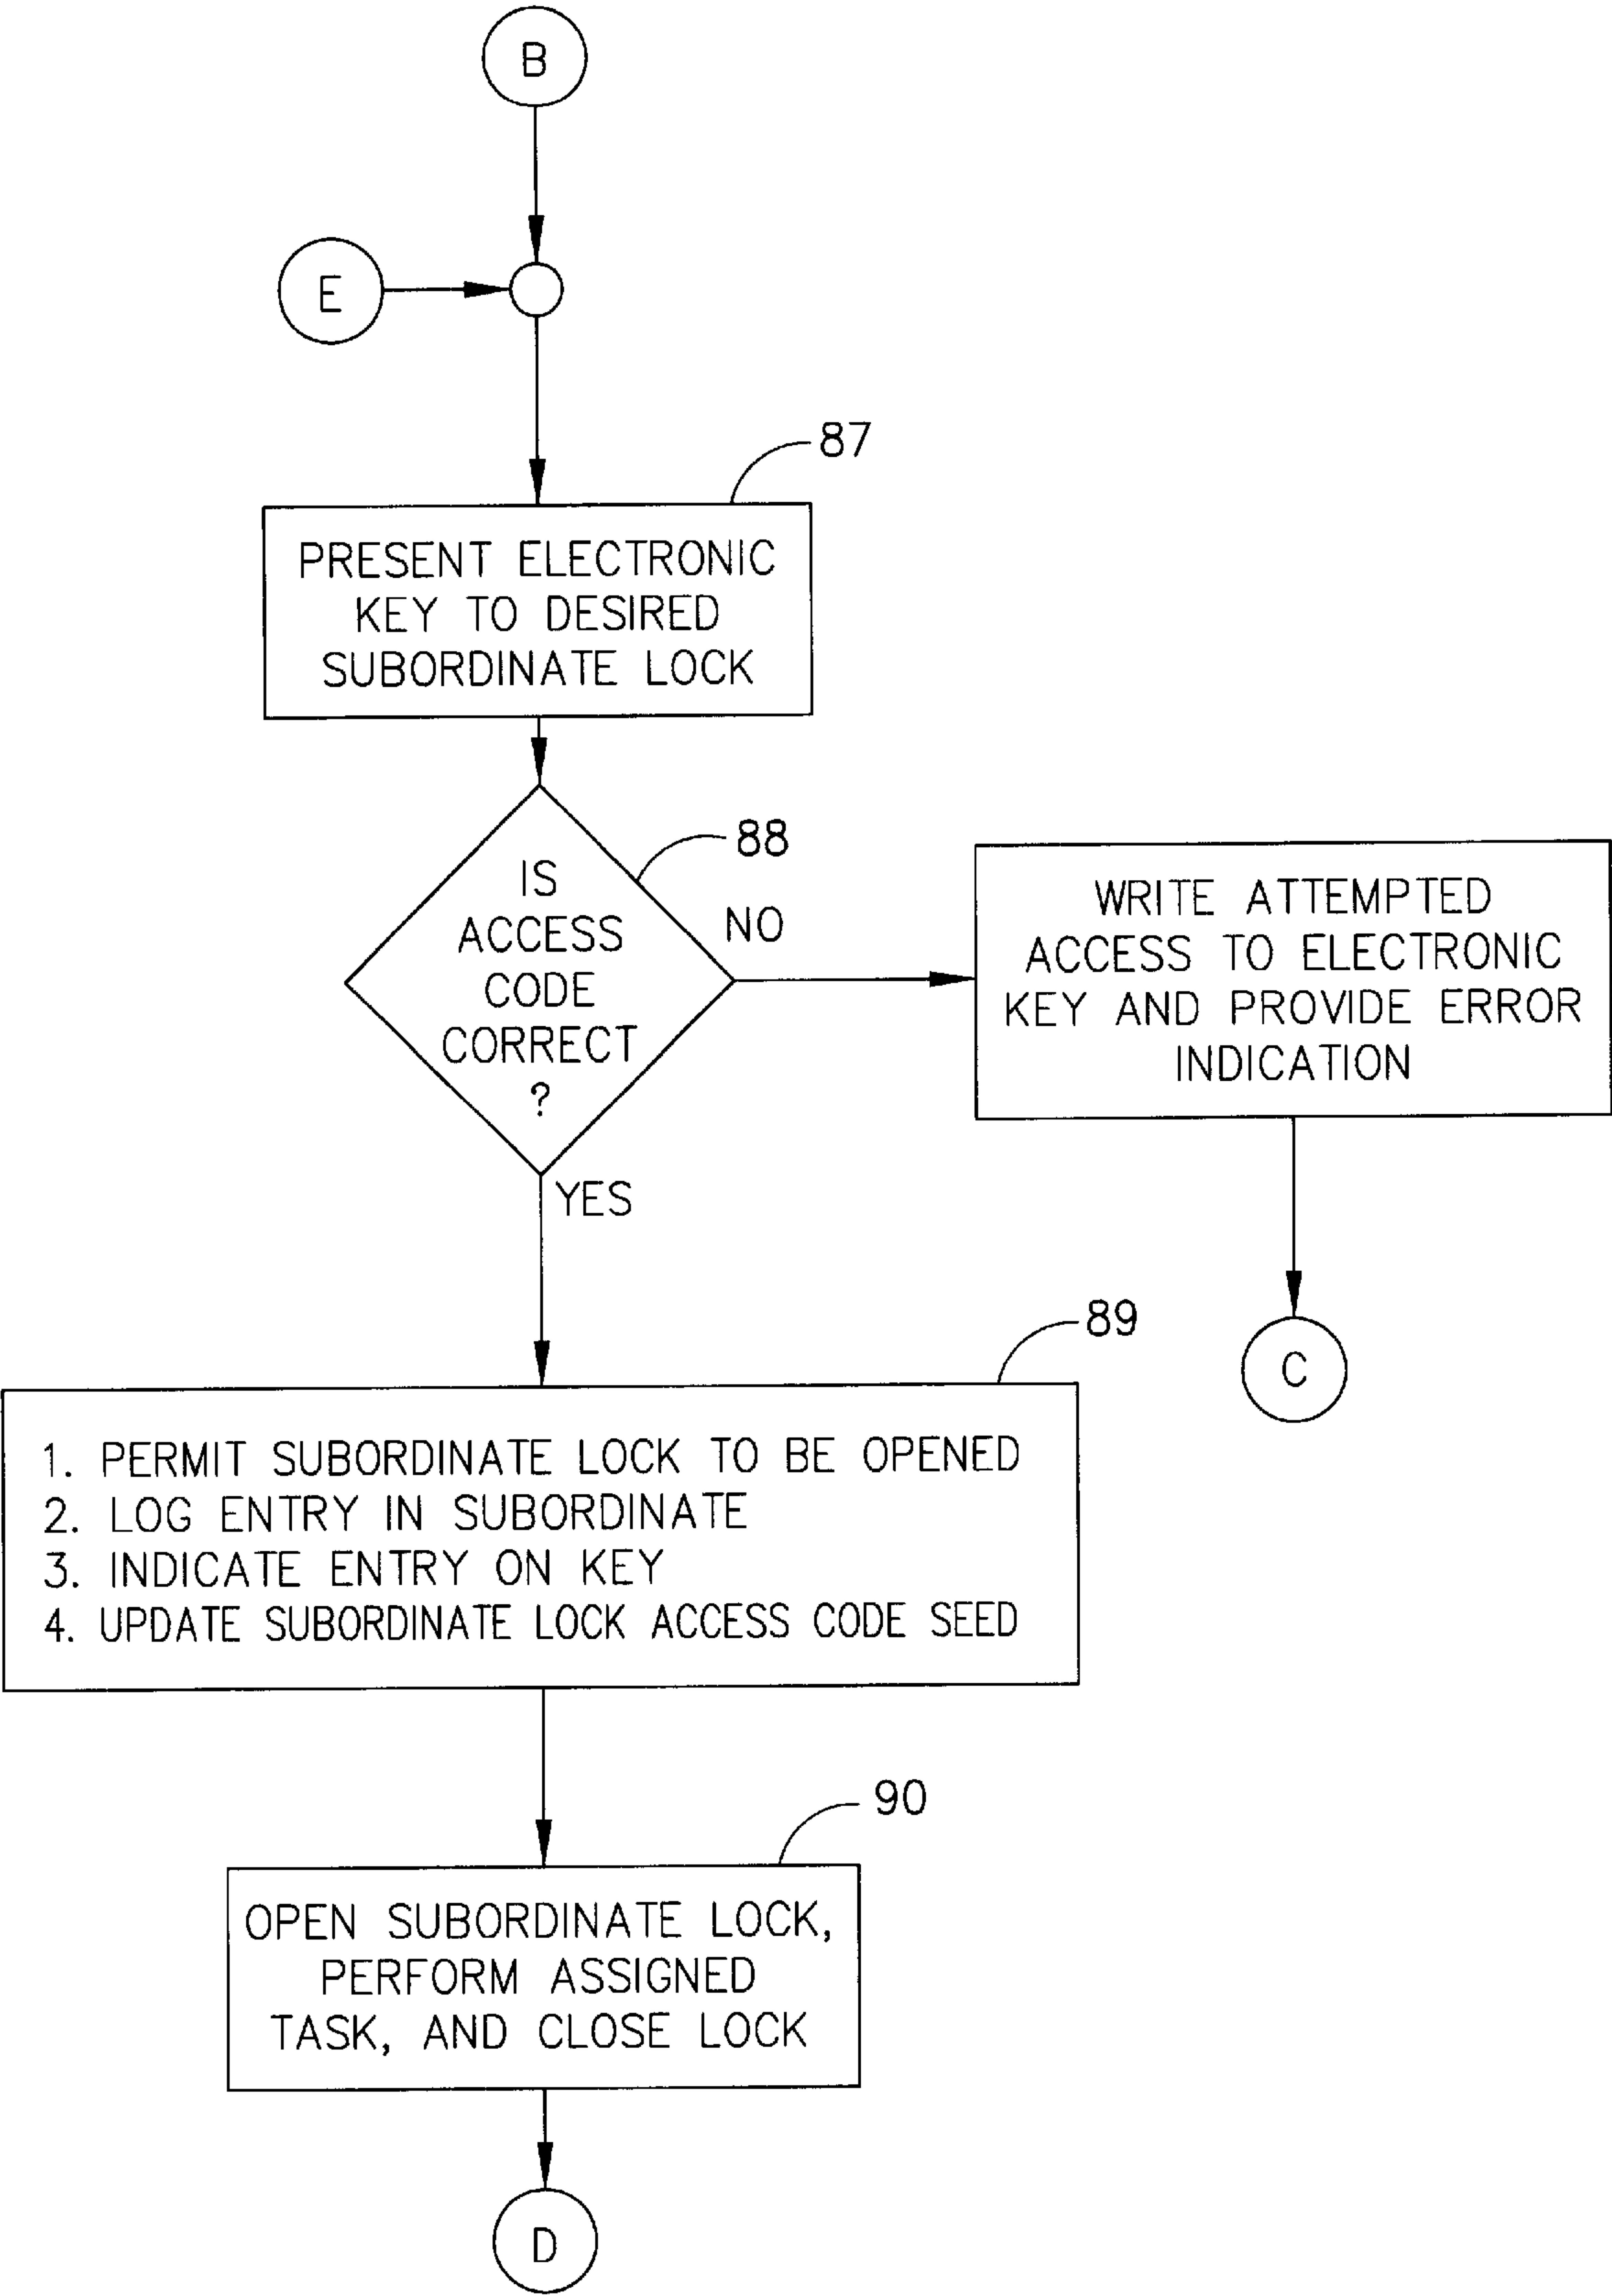 B
E
87
PRESENT ELECTRONIC
KEY TO DESIRED
SUBORDINATE LOCK
88
IS
ACCESS
CODE
CORRECT
?
NO
WRITE ATTEMPTED
ACCESS TO ELECTRONIC
KEY AND PROVIDE ERROR
INDICATION
YES
C
89
1. PERMIT SUBORDINATE LOCK TO BE OPENED
2. LOG ENTRY IN SUBORDINATE
3. INDICATE ENTRY ON KEY
4. UPDATE SUBORDINATE LOCK ACCESS CODE SEED
90
OPEN SUBORDINATE LOCK,
PERFORM ASSIGNED
TASK, AND CLOSE LOCK
D